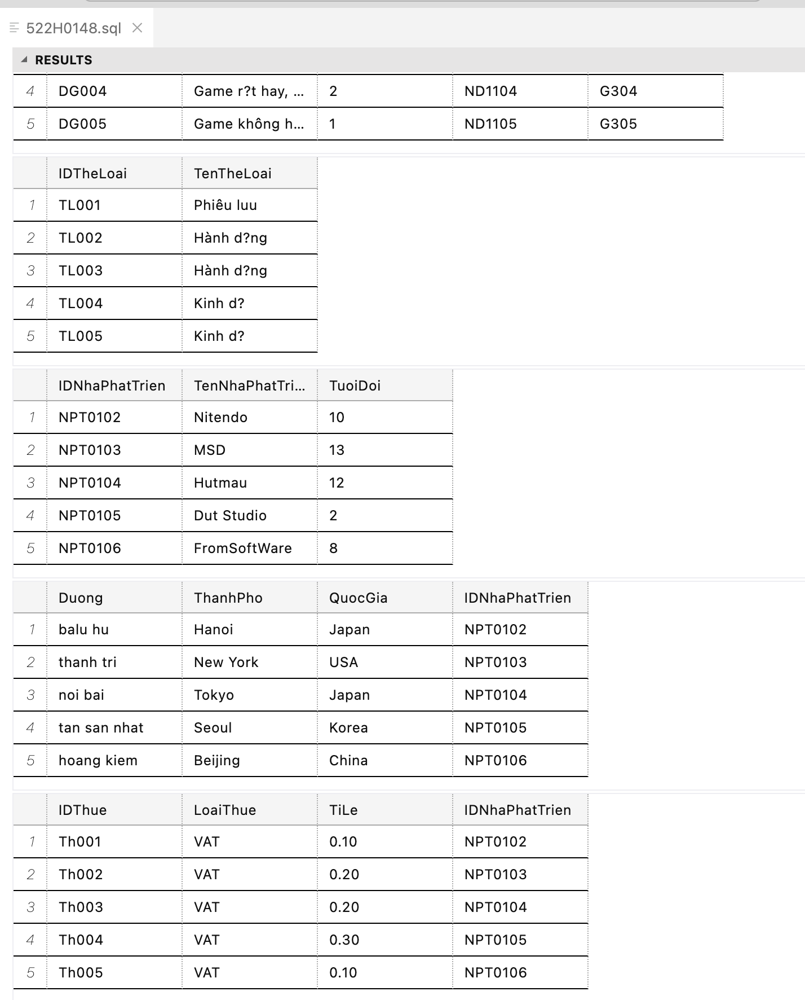 522H0148.sql
RESULTS
4 DG004 Game r?t hay, ... 2 ND1104 G304
5 DG005 Game không h... 1 ND1105 G305
IDTheLoai TenTheLoai
1 TL001 Phiêu luu
2 TL002 Hành d?ng
3 TL003 Hành d?ng
4 TL004 Kinh d?
5 TL005 Kinh d?
IDNhaPhatTrien TenNhaPhatTri... TuoiDoi
1 NPT0102 Nitendo 10
2 NPT0103 MSD 13
3 NPT0104 Hutmau 12
4 NPT0105 Dut Studio 2
5 NPT0106 FromSoftWare 8
Duong ThanhPho QuocGia IDNhaPhatTrien
1 balu hu Hanoi Japan NPT0102
2 thanh tri New York USA NPT0103
3 noi bai Tokyo Japan NPT0104
4 tan san nhat Seoul Korea NPT0105
5 hoang kiem Beijing China NPT0106
IDThue LoaiThue TiLe IDNhaPhatTrien
1 Th001 VAT 0.10 NPT0102
2 Th002 VAT 0.20 NPT0103
3 Th003 VAT 0.20 NPT0104
4 Th004 VAT 0.30 NPT0105
5 Th005 VAT 0.10 NPT0106